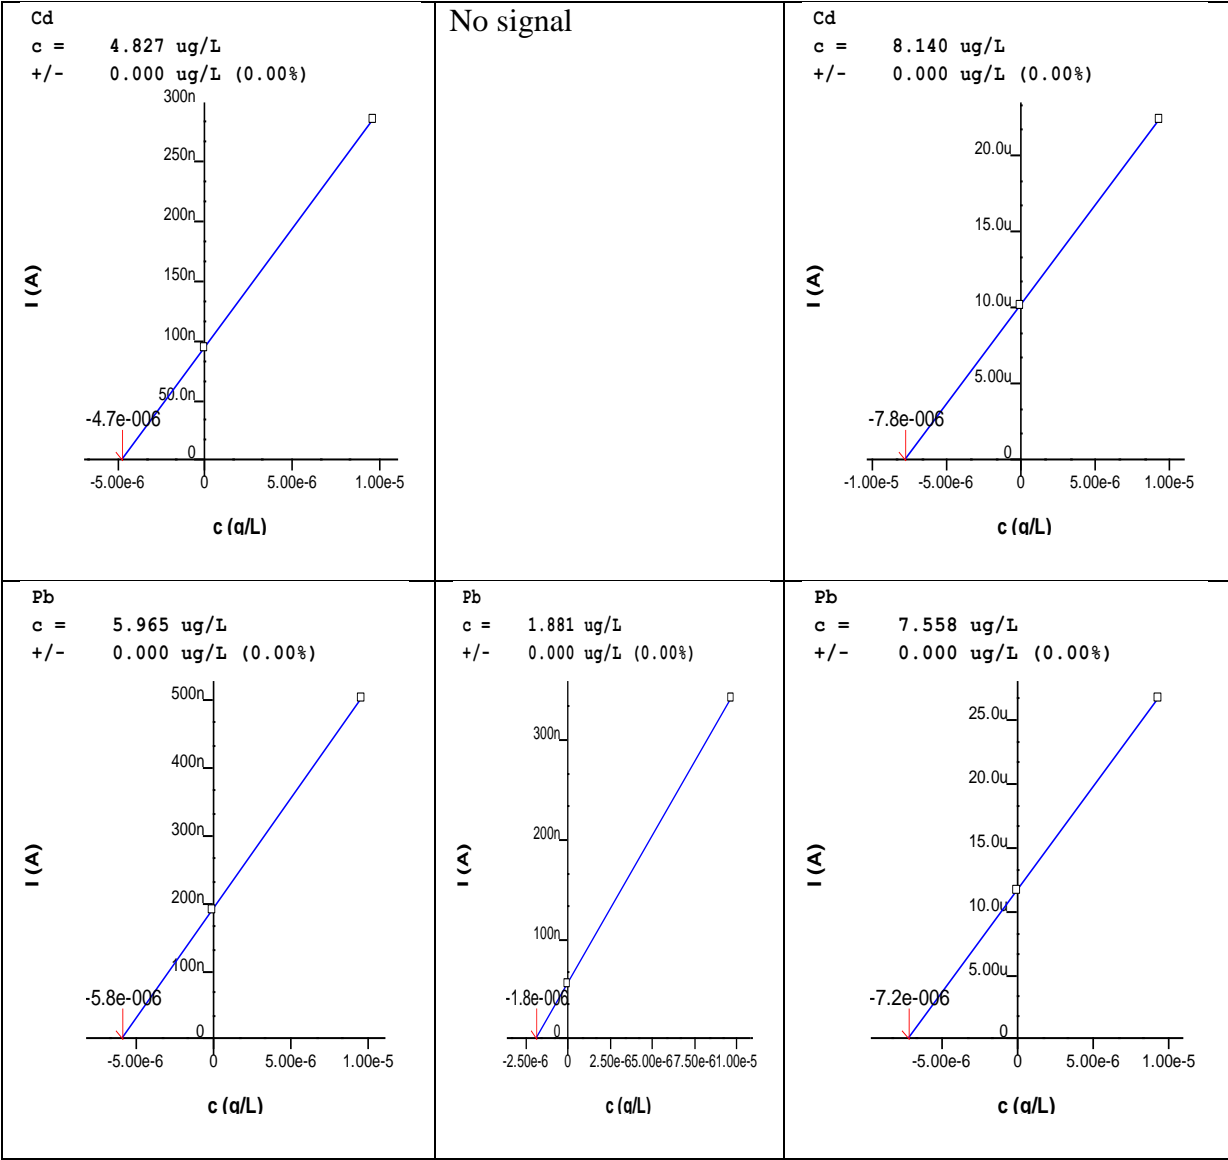 Cd
c = 4.827 ug/L
+/- 0.000 ug/L (0.00%)
300n
250n
200n
150n
100n
50.0n
0
I (A)
-4.7e-006
-5.00e-6 0 5.00e-6 1.00e-5
c (g/L)
No signal
Cd
c = 8.140 ug/L
+/- 0.000 ug/L (0.00%)
20.0u
15.0u
10.0u
5.00u
0
I (A)
-7.8e-006
-1.00e-5 -5.00e-6 0 5.00e-6 1.00e-5
c (g/L)
Pb
c = 5.965 ug/L
+/- 0.000 ug/L (0.00%)
500n
400n
300n
200n
100n
0
I (A)
-5.8e-006
-5.00e-6 0 5.00e-6 1.00e-5
c (g/L)
Pb
c = 1.881 ug/L
+/- 0.000 ug/L (0.00%)
300n
200n
100n
0
I (A)
-1.8e-006
-2.50e-6 0 2.50e-6 5.00e-6 7.50e-6 1.00e-5
c (g/L)
Pb
c = 7.558 ug/L
+/- 0.000 ug/L (0.00%)
25.0u
20.0u
15.0u
10.0u
5.00u
0
I (A)
-7.2e-006
-5.00e-6 0 5.00e-6 1.00e-5
c (g/L)